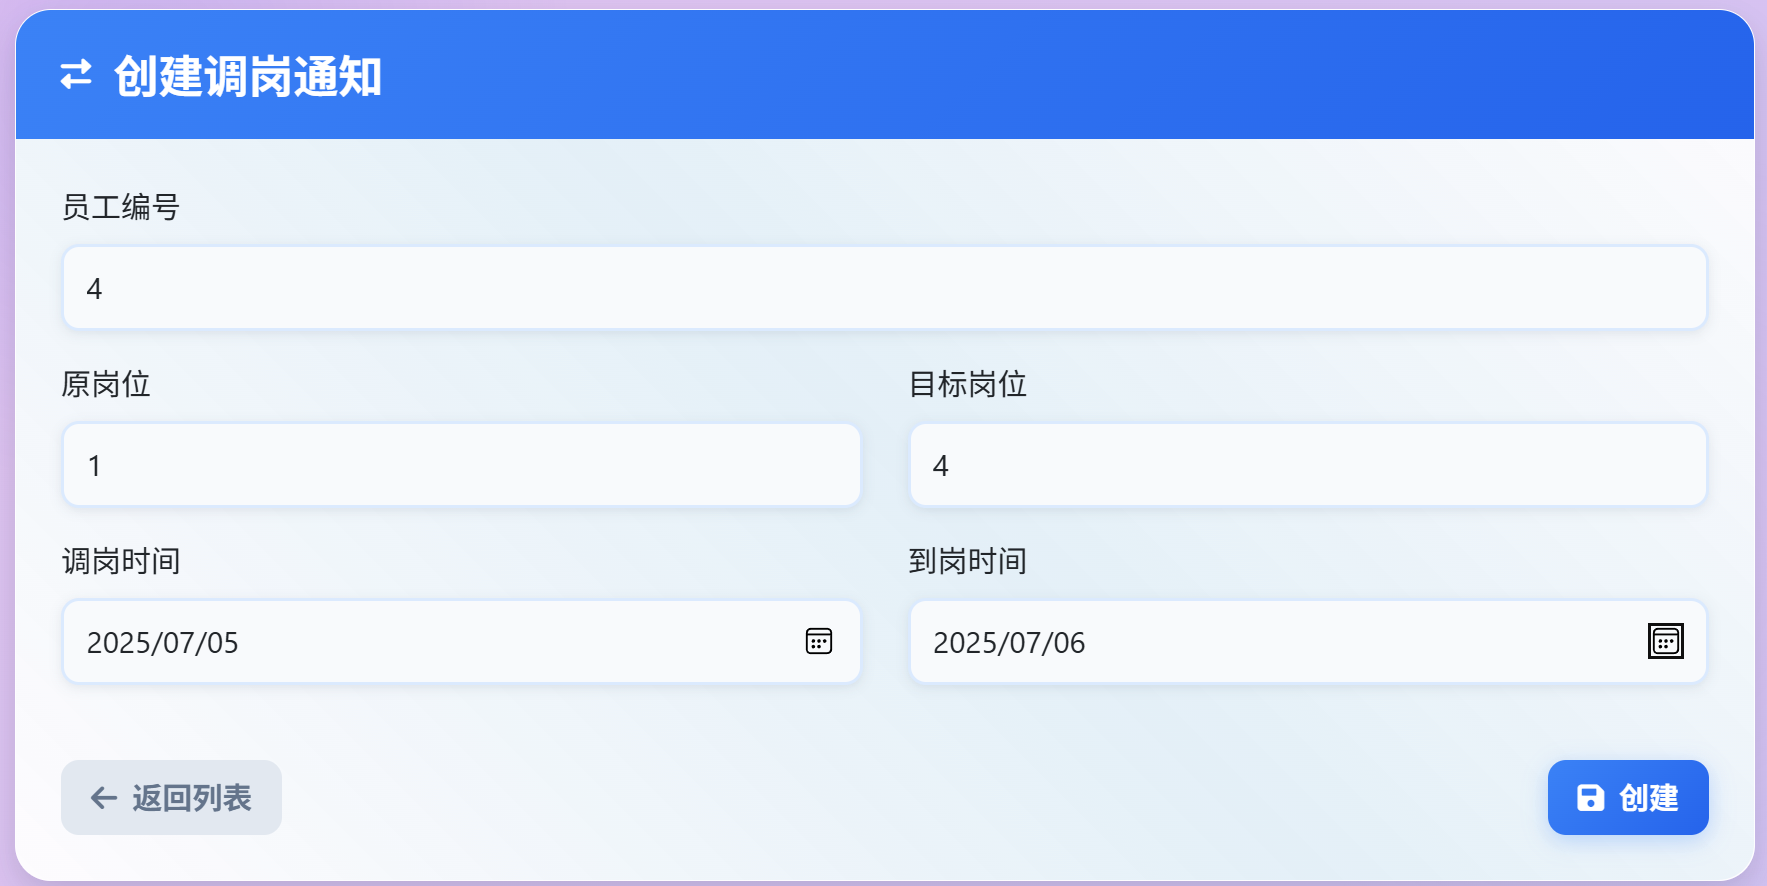 创建调岗通知
员工编号
4
原岗位 目标岗位
1 4
调岗时间 到岗时间
2025/07/05 2025/07/06
返回列表 创建